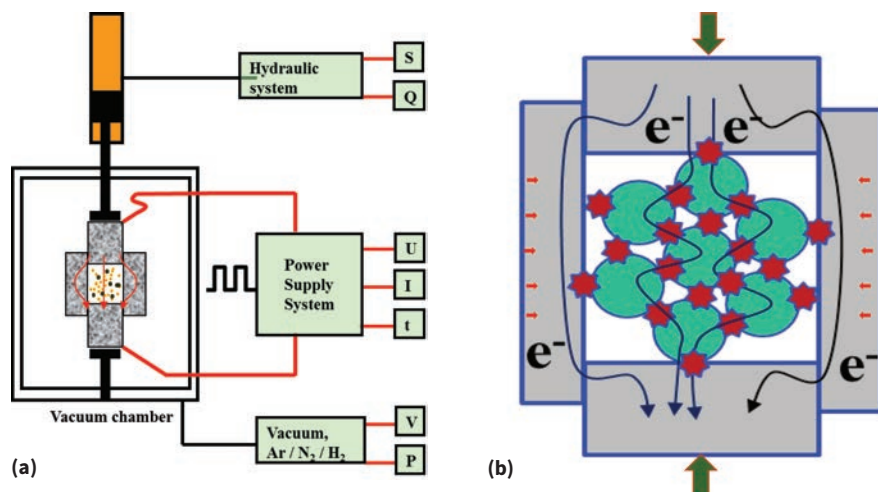 Hydraulic
system
S
Q
Power
Supply
System
U
I
t
Vacuum chamber
Vacuum,
Ar / N₂ / H₂
V
P
(a)
e⁻ e⁻
e⁻ e⁻
(b)